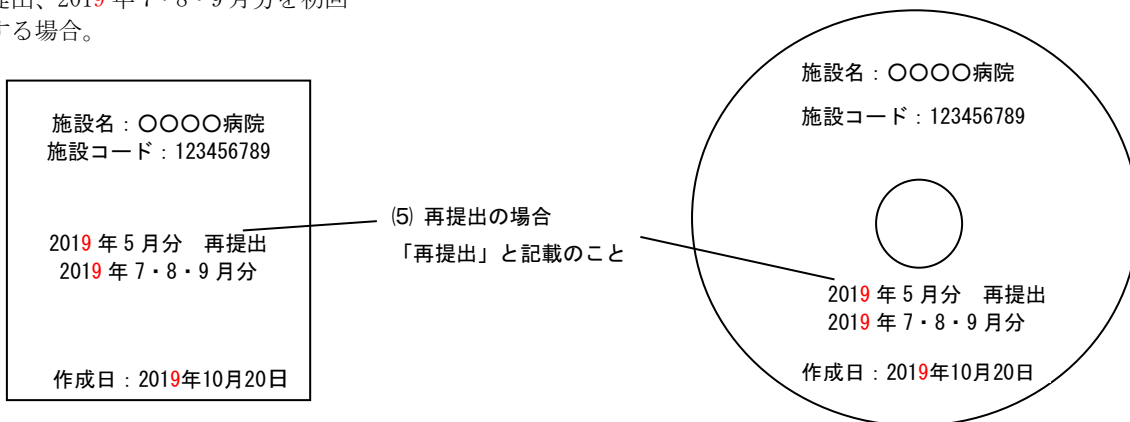 提出、2019 年 7・8・9 月分を初回
する場合。
施設名：〇〇〇〇病院
施設コード：123456789
2019 年 5 月分　再提出
2019 年 7・8・9 月分
作成日：2019年10月20日
⑸ 再提出の場合
「再提出」と記載のこと
施設名：〇〇〇〇病院
施設コード：123456789
2019 年 5 月分　再提出
2019 年 7・8・9 月分
作成日：2019年10月20日